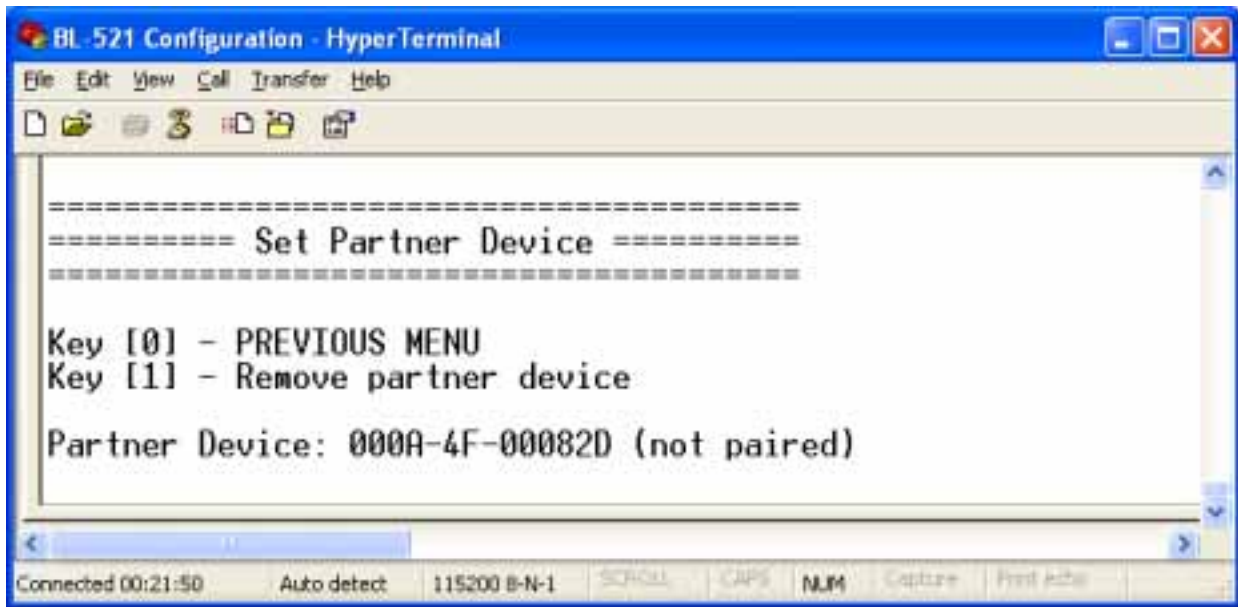 BL-521 Configuration - HyperTerminal
File Edit View Call Transfer Help
========================================
========== Set Partner Device ==========
========================================
Key [0] - PREVIOUS MENU
Key [1] - Remove partner device
Partner Device: 000A-4F-00082D (not paired)
Connected 00:21:50 Auto detect 115200 8-N-1 SCROLL CAPS NUM Capture Print echo